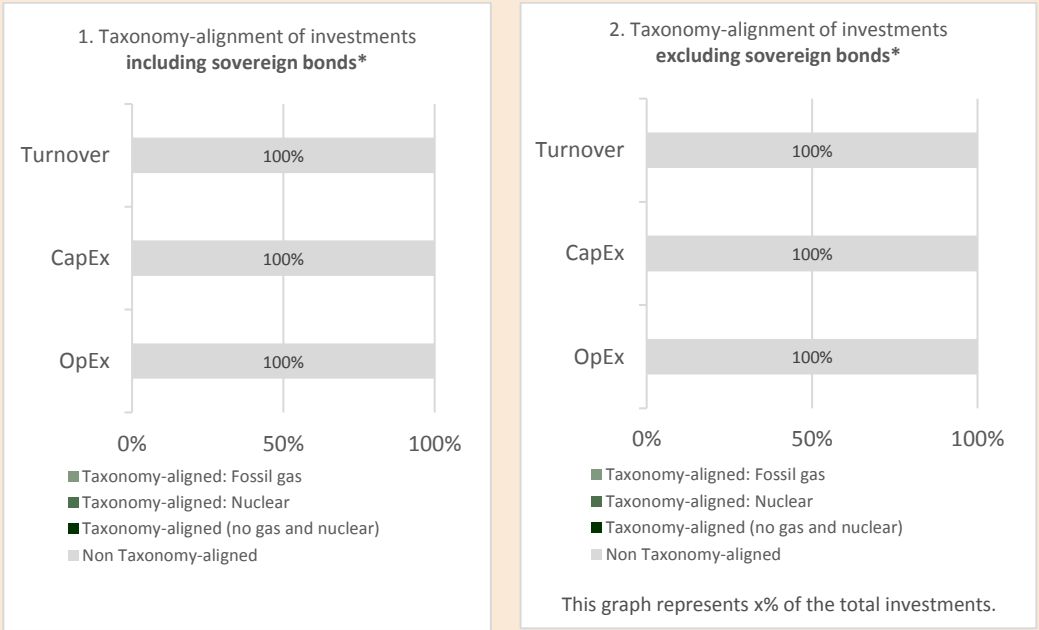 1. Taxonomy-alignment of investments
including sovereign bonds*
Turnover
100%
CapEx
100%
OpEx
100%
0%
50%
100%
Taxonomy-aligned: Fossil gas
Taxonomy-aligned: Nuclear
Taxonomy-aligned (no gas and nuclear)
Non Taxonomy-aligned
2. Taxonomy-alignment of investments
excluding sovereign bonds*
Turnover
100%
CapEx
100%
OpEx
100%
0%
50%
100%
Taxonomy-aligned: Fossil gas
Taxonomy-aligned: Nuclear
Taxonomy-aligned (no gas and nuclear)
Non Taxonomy-aligned
This graph represents x% of the total investments.